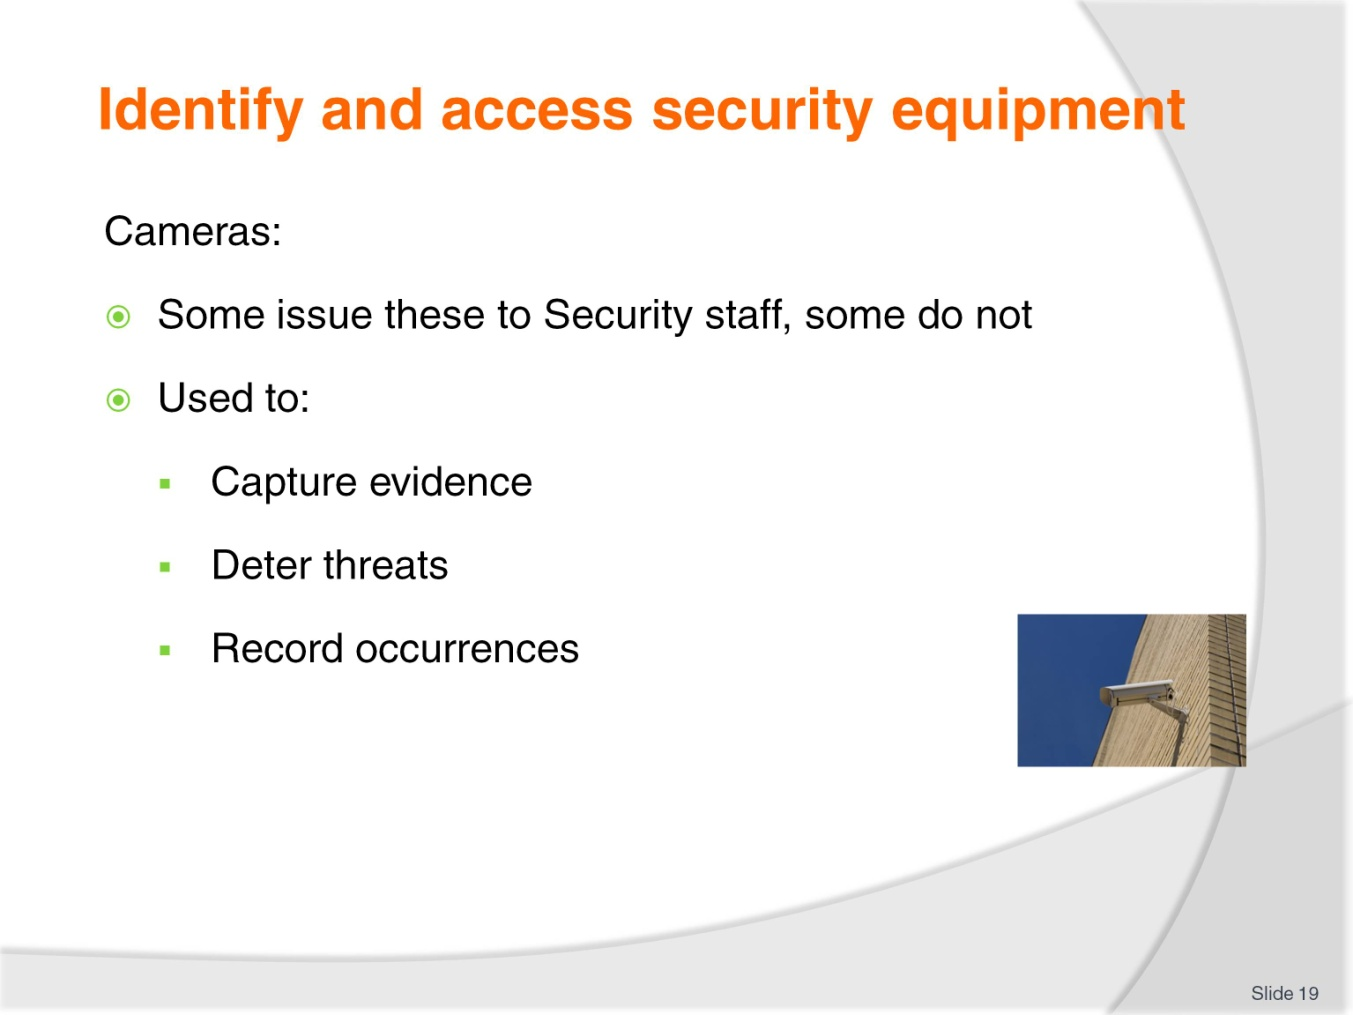 Identify and access security equipment
Cameras:
Some issue these to Security staff, some do not
Used to:
Capture evidence
Deter threats
Record occurrences
Slide 19